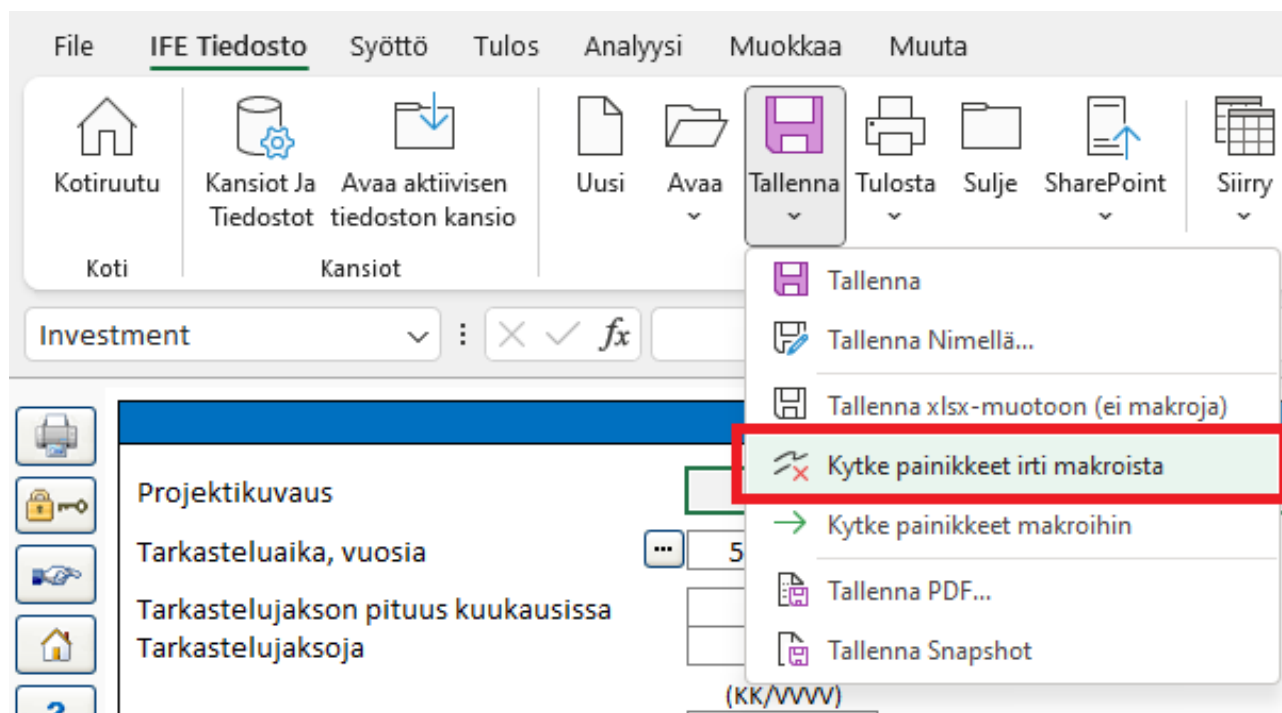 File IFE Tiedosto Syöttö Tulos Analyysi Muokkaa Muuta
Kotiruutu Kansiot Ja Avaa aktiivisen Uusi Avaa Tallenna Tulosta Sulje SharePoint Siirry
Tiedostot tiedoston kansio
Koti Kansiot
Tallenna
Investment fx
Tallenna Nimellä...
Tallenna xlsx-muotoon (ei makroja)
Kytke painikkeet irti makroista
Projektikuvaus
Kytke painikkeet makroihin
Tarkasteluaika, vuosia ... 5
Tallenna PDF...
Tarkastelujakson pituus kuukausissa
Tarkastelujaksoja
Tallenna Snapshot
(KK/VVVV)
?